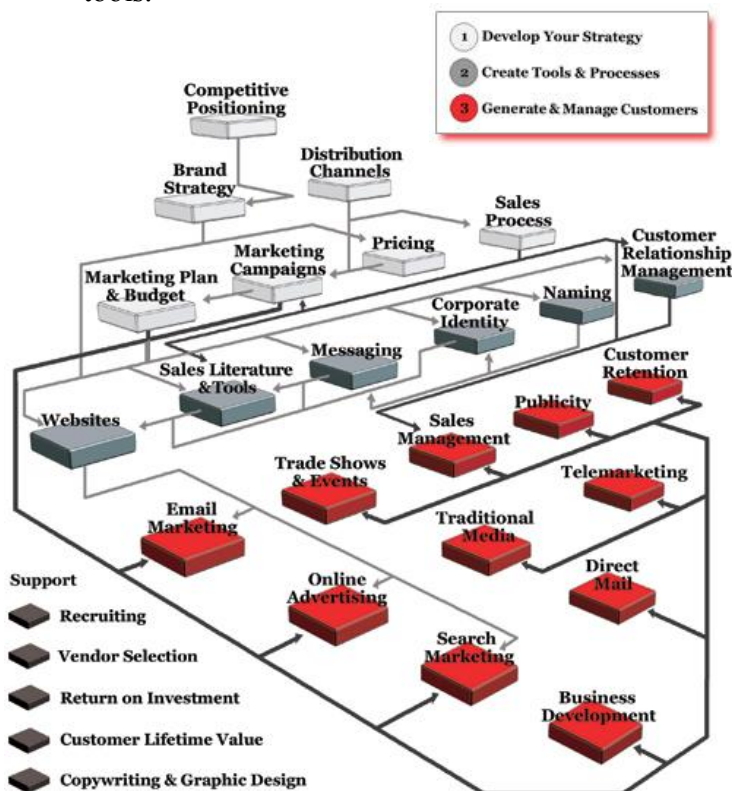 tools.
1 Develop Your Strategy
2 Create Tools & Processes
3 Generate & Manage Customers
Competitive
Positioning
Distribution
Channels
Brand
Strategy
Sales
Process
Customer
Relationship
Management
Pricing
Marketing
Campaigns
Marketing Plan
& Budget
Naming
Corporate
Identity
Messaging
Sales Literature
& Tools
Websites
Customer
Retention
Publicity
Sales
Management
Trade Shows
& Events
Telemarketing
Email
Marketing
Traditional
Media
Direct
Mail
Online
Advertising
Search
Marketing
Business
Development
Support
Recruiting
Vendor Selection
Return on Investment
Customer Lifetime Value
Copywriting & Graphic Design